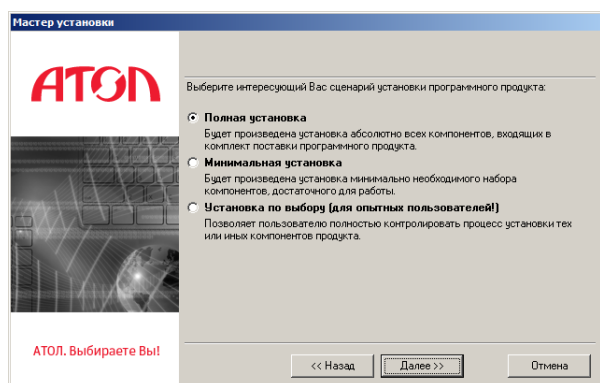 Мастер установки
АТОЛ
Выберите интересующий Вас сценарий установки программного продукта:
Полная установка
Будет произведена установка абсолютно всех компонентов, входящих в
комплект поставки программного продукта.
Минимальная установка
Будет произведена установка минимально необходимого набора
компонентов, достаточного для работы.
Установка по выбору (для опытных пользователей!)
Позволяет пользователю полностью контролировать процесс установки тех
или иных компонентов продукта.
АТОЛ. Выбираете Вы!
<< Назад
Далее >>
Отмена